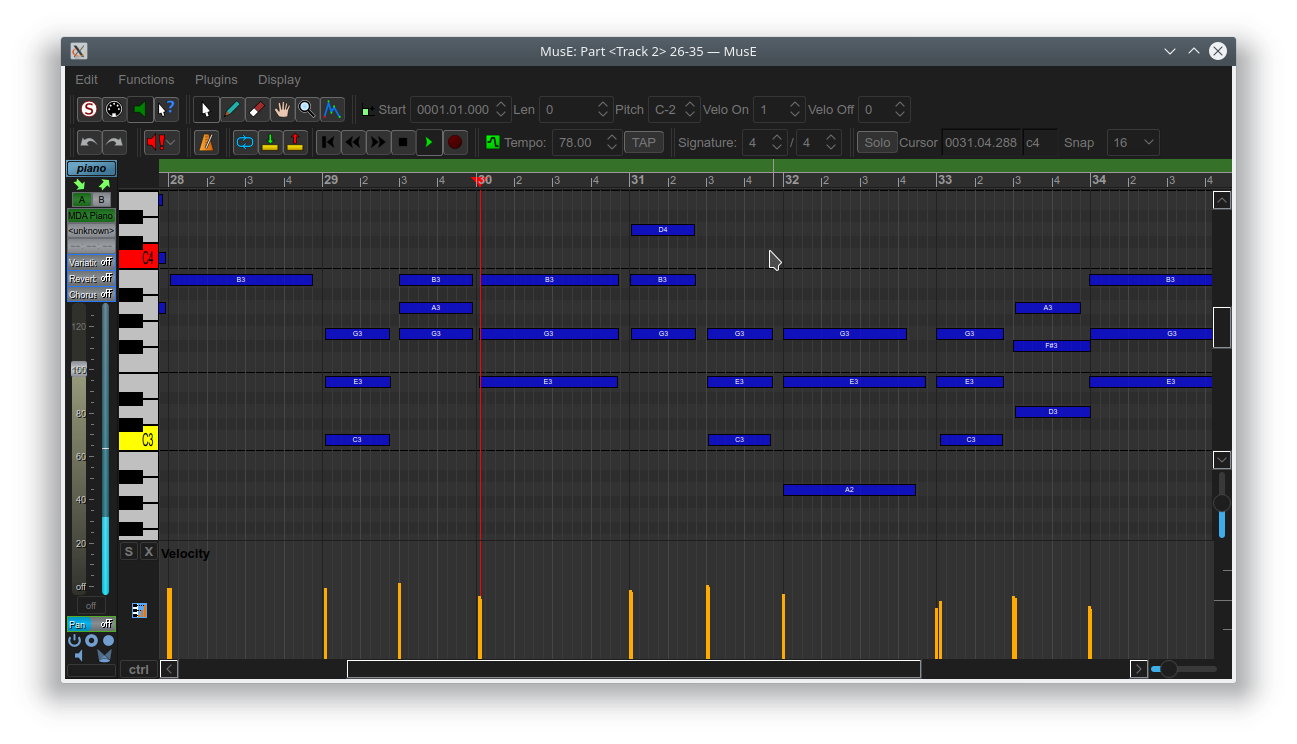 MusE: Part <Track 2> 26-35 — MusE
Edit Functions Plugins Display
S ? Start 0001.01.000 Len 0 Pitch C-2 Velo On 1 Velo Off 0
! Tempo: 78.00 TAP Signature: 4 / 4 Solo Cursor 0031.04.288 c4 Snap 16
piano
28 2 3 4 29 2 3 4 30 2 3 4 31 2 3 4 32 2 3 4 33 2 3 4 34 2 3 4
A B
MDA Piano
<unknown>
D4
C4
Variatio off
Reverb off
B3 B3 B3 B3 B3
Chorus off
A3 A3
120
G3 G3 G3 G3 G3 G3 G3 G3
F#3
100
E3 E3 E3 E3 E3 E3
80
D3
C3
C3 C3 C3
60
A2
40
20
S X Velocity
off
off
Pan off
ctrl